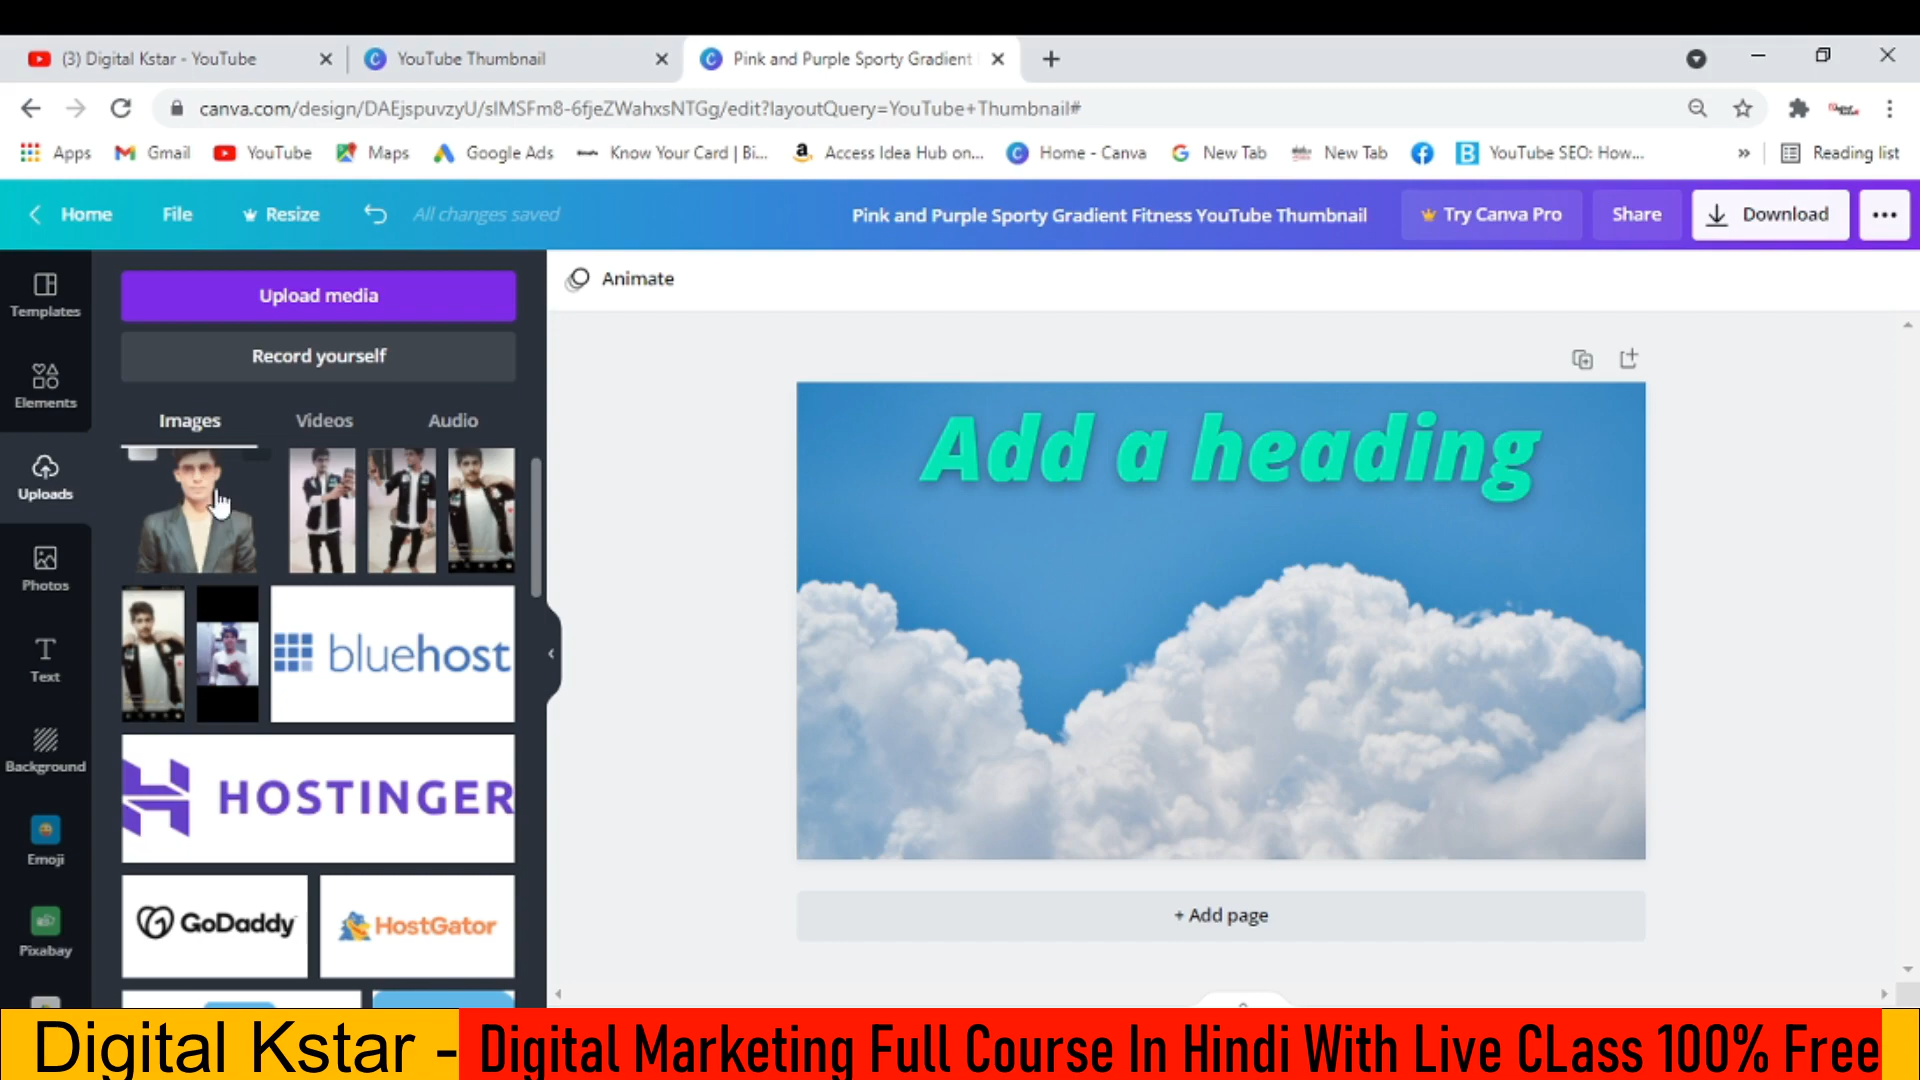 (3) Digital Kstar - YouTube
YouTube Thumbnail
Pink and Purple Sporty Gradient
canva.com/design/DAEjspuvzyU/slMSFm8-6fjeZWahxsNTGg/edit?layoutQuery=YouTube+Thumbnail#
Apps
Gmail
YouTube
Maps
Google Ads
Know Your Card | Bi...
Access Idea Hub on...
Home - Canva
New Tab
New Tab
YouTube SEO: How...
»
Reading list
Home
File
Resize
All changes saved
Pink and Purple Sporty Gradient Fitness YouTube Thumbnail
Try Canva Pro
Share
Download
Templates
Elements
Uploads
Photos
Text
Background
Emoji
Pixabay
Upload media
Record yourself
Images
Videos
Audio
bluehost
HOSTINGER
GoDaddy
HostGator
Animate
Add a heading
+ Add page
Digital Kstar - Digital Marketing Full Course In Hindi With Live CLass 100% Free